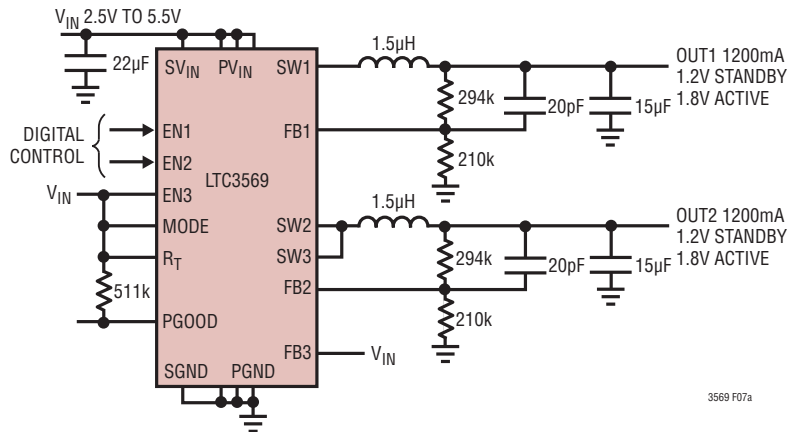 VIN 2.5V TO 5.5V
22µF
SVIN PVIN SW1
1.5µH
OUT1 1200mA
1.2V STANDBY
1.8V ACTIVE
294k
20pF
15µF
DIGITAL
CONTROL
EN1
FB1
210k
EN2
LTC3569
VIN
EN3
1.5µH
MODE
SW2
OUT2 1200mA
1.2V STANDBY
1.8V ACTIVE
RT
SW3
294k
20pF
15µF
511k
FB2
PGOOD
210k
FB3
VIN
SGND PGND
3569 F07a